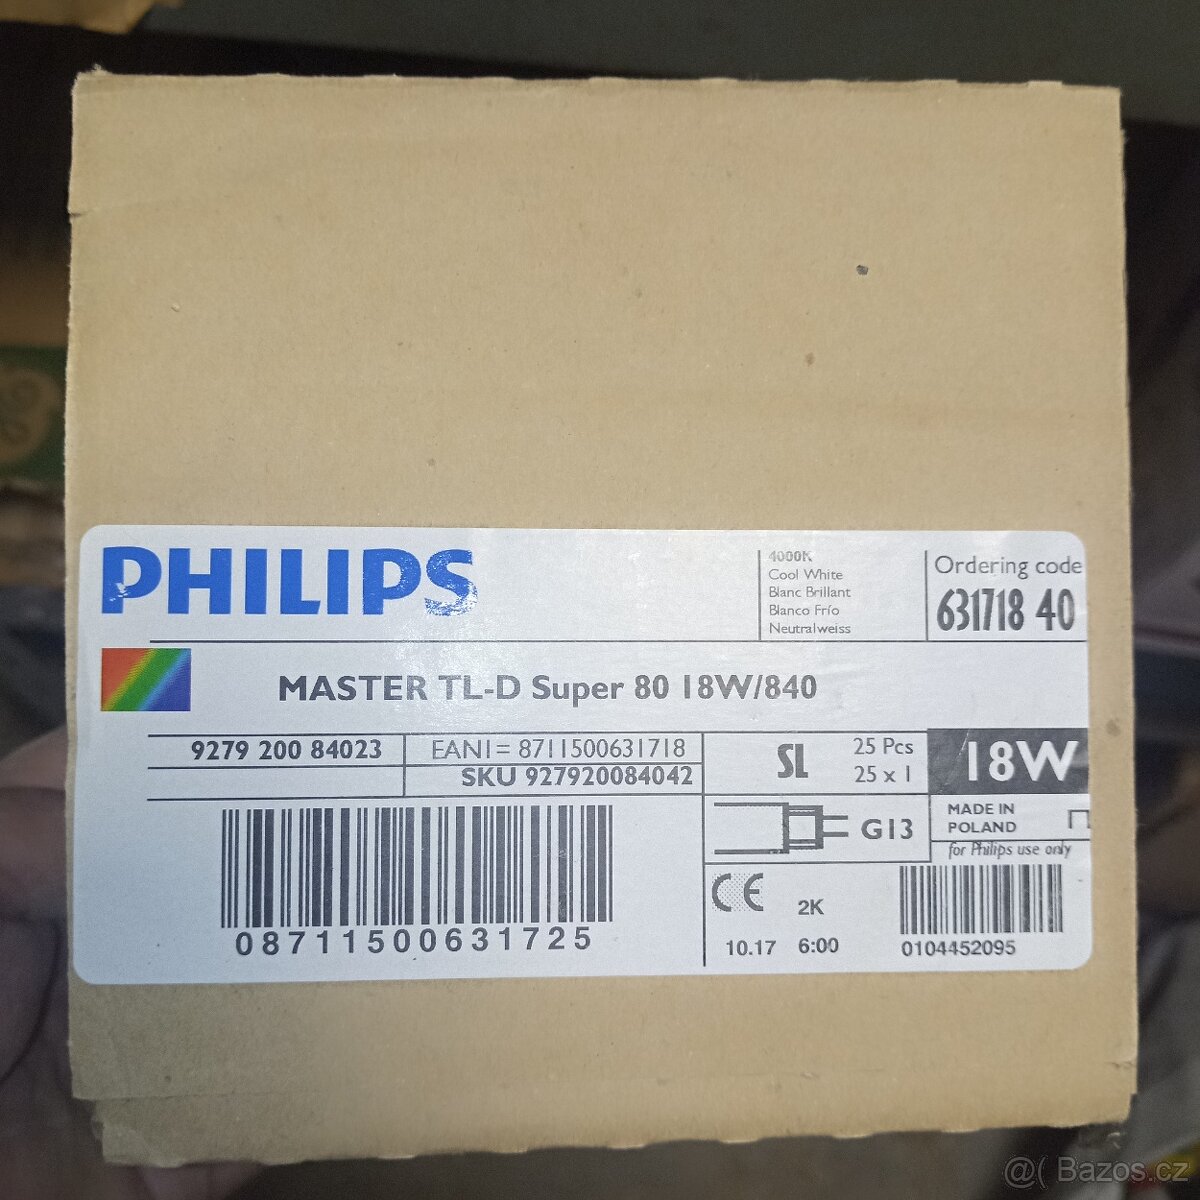 PHILIPS
4000K
Cool White
Blanc Brillant
Blanco Frío
Neutralweiss
Ordering code
631718 40
MASTER TL-D Super 80 18W/840
9279 200 84023
EAN1= 8711500631718
SKU 927920084042
SL
25 Pcs
25 x 1
18W
G13
MADE IN
POLAND
for Philips use only
08711500631725
CE
2K
10.17 6:00
0104452095
@( Bazos.cz